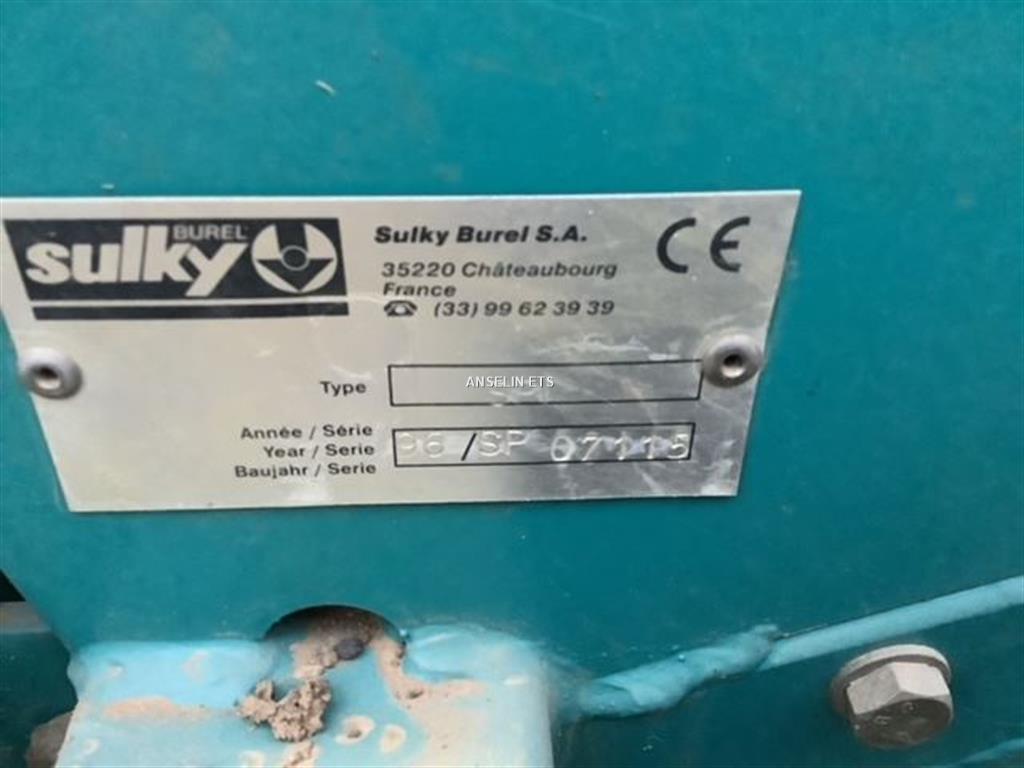 BUREL
sulky
Sulky Burel S.A.
35220 Châteaubourg
France
☎ (33) 99 62 39 39
CE
Type
ANSELIN ETS
Année / Série
Year / Serie
Baujahr / Serie
96 /SP 07115